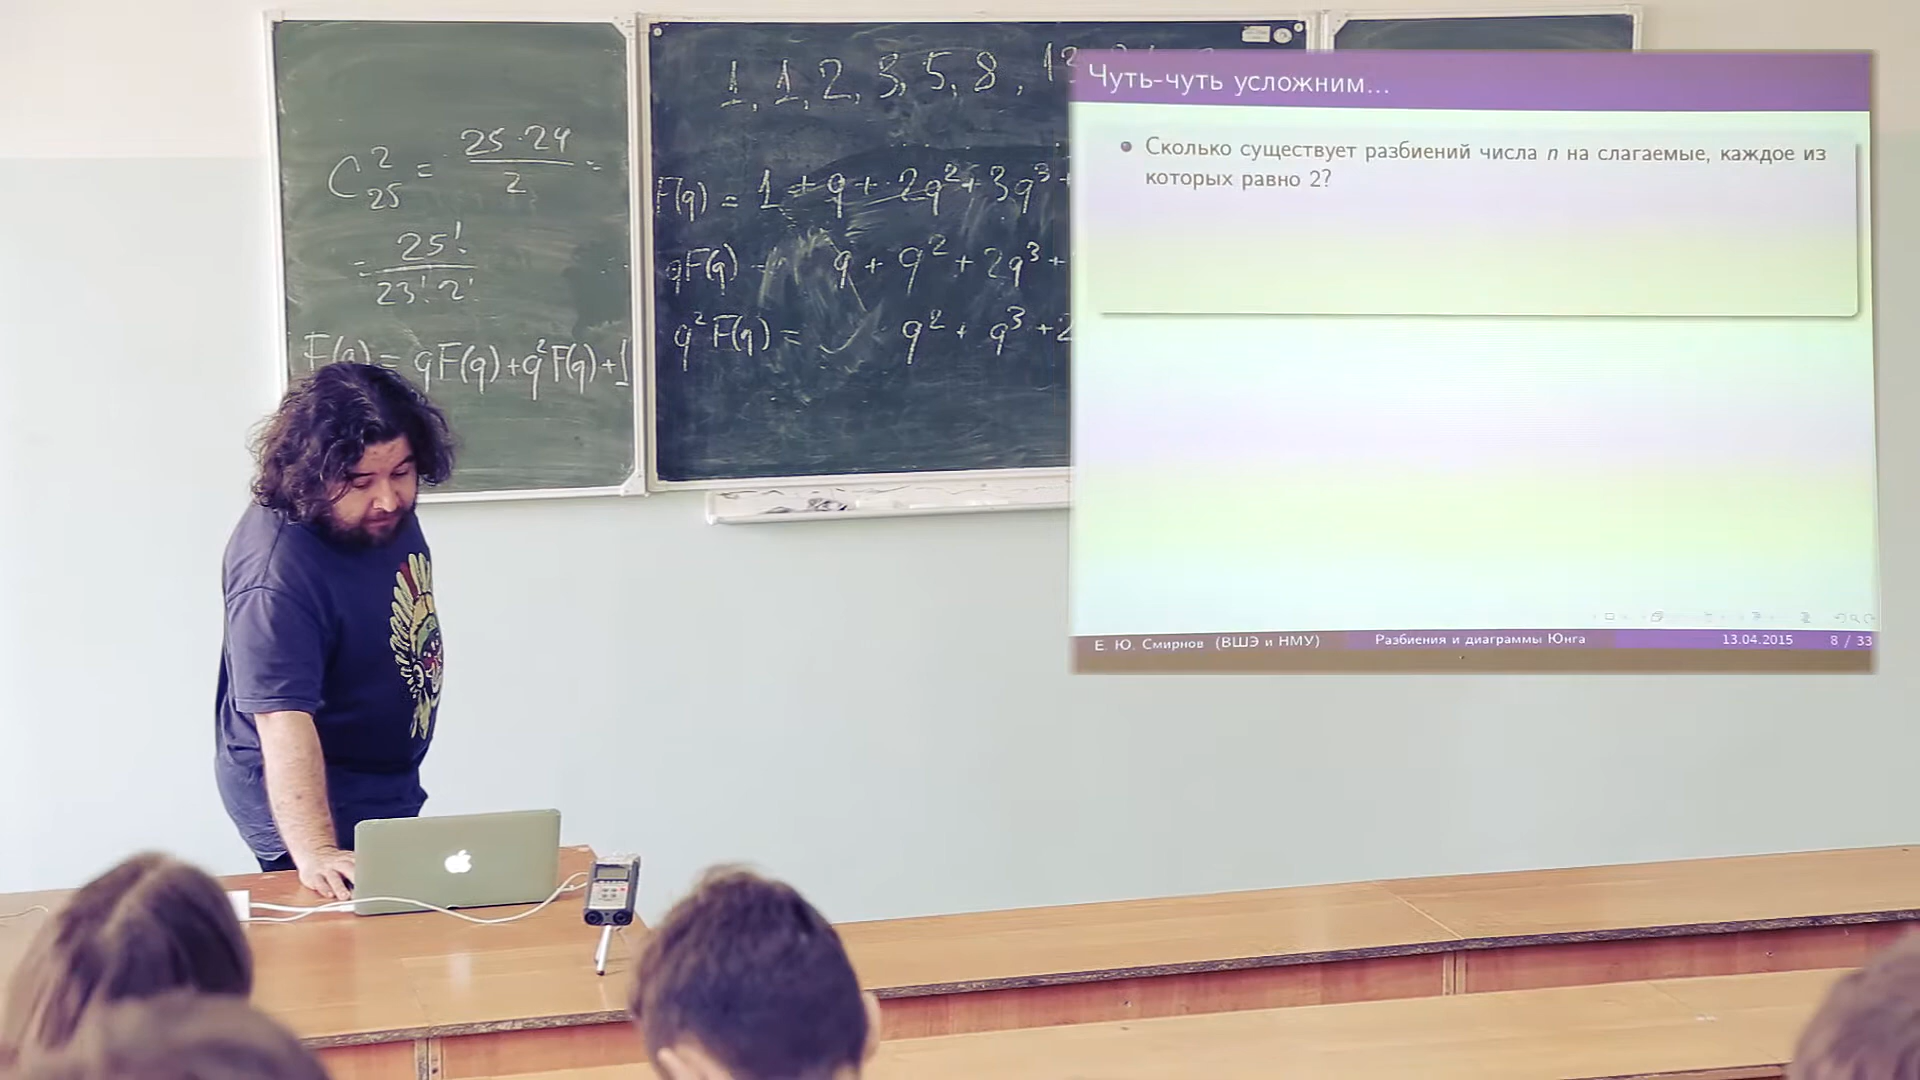 C²₂₅ = 25·24 / 2 =
= 25! / 23! 2!
F(q) = qF(q)+q²F(q)+1
1, 1, 2, 3, 5, 8, 13
F(q) = 1 + q + 2q² + 3q³ +
qF(q) = q + q² + 2q³ +
q²F(q) = q² + q³ + 2
Чуть-чуть усложним...
Сколько существует разбиений числа n на слагаемые, каждое из
которых равно 2?
Е. Ю. Смирнов (ВШЭ и НМУ) Разбиения и диаграммы Юнга 13.04.2015 8 / 33